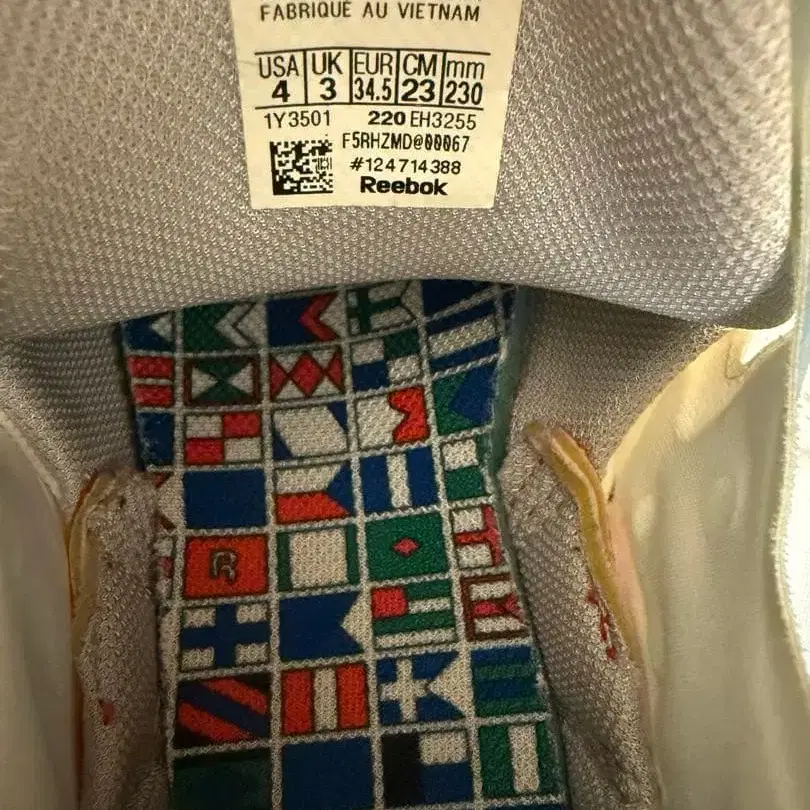 FABRIQUÉ AU VIETNAM
USA UK EUR CM mm
4 3 34.5 23 230
1Y3501 220 EH3255
F5RHZMD@00067
#124714388
Reebok
R